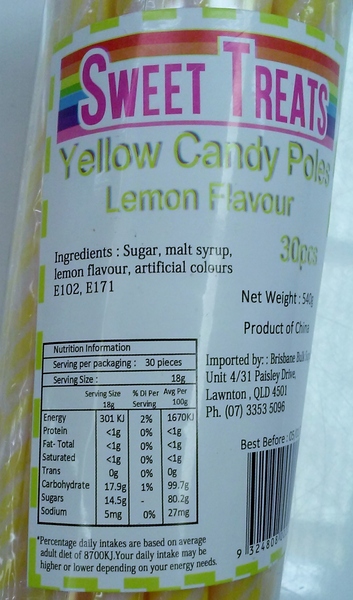 SWEET TREATS
Yellow Candy Poles
Lemon Flavour
30pcs
Ingredients : Sugar, malt syrup,
lemon flavour, artificial colours
E102, E171
Net Weight : 540g
Product of China
Imported by: : Brisbane Bulk
Unit 4/31 Paisley Drive,
Lawnton , QLD 4501
Ph. (07) 3353 5096
Best Before :
Nutrition Information
Serving per packaging : 30 pieces
Serving Size : 18g
Serving Size 18g % DI Per Serving Avg Per 100g
Energy 301 KJ 2% 1670KJ
Protein <1g 0% <1g
Fat- Total <1g 0% <1g
Saturated <1g 0% <1g
Trans 0g 0% 0g
Carbohydrate 17.9g 1% 99.7g
Sugars 14.5g - 80.2g
Sodium 5mg 0% 27mg
*Percentage daily intakes are based on average
adult diet of 8700KJ.Your daily intake may be
higher or lower depending on your energy needs.
9 324808